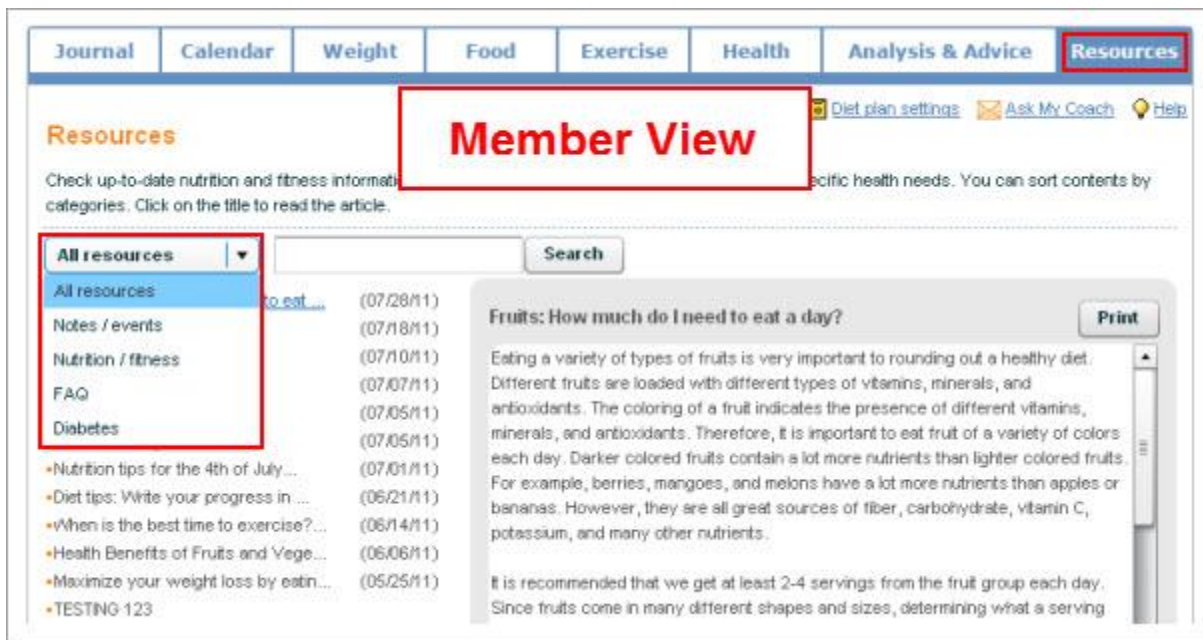 Journal Calendar Weight Food Exercise Health Analysis & Advice Resources
Diet plan settings Ask My Coach Help
Resources
Member View
Check up-to-date nutrition and fitness ecific health needs. You can sort contents by
categories. Click on the title to read the article.
All resources Search
All resources
Notes / events
Nutrition / fitness
FAQ
Diabetes
to eat ... (07/28/11)
(07/18/11)
(07/10/11)
(07/07/11)
(07/05/11)
(07/05/11)
•Nutrition tips for the 4th of July... (07/01/11)
•Diet tips: Write your progress in ... (06/21/11)
•When is the best time to exercise?... (06/14/11)
•Health Benefits of Fruits and Vege... (06/06/11)
•Maximize your weight loss by eatin... (05/25/11)
•TESTING 123
Fruits: How much do I need to eat a day? Print
Eating a variety of types of fruits is very important to rounding out a healthy diet.
Different fruits are loaded with different types of vitamins, minerals, and
antioxidants. The coloring of a fruit indicates the presence of different vitamins,
minerals, and antioxidants. Therefore, it is important to eat fruit of a variety of colors
each day. Darker colored fruits contain a lot more nutrients than lighter colored fruits.
For example, berries, mangoes, and melons have a lot more nutrients than apples or
bananas. However, they are all great sources of fiber, carbohydrate, vitamin C,
potassium, and many other nutrients.
It is recommended that we get at least 2-4 servings from the fruit group each day.
Since fruits come in many different shapes and sizes, determining what a serving